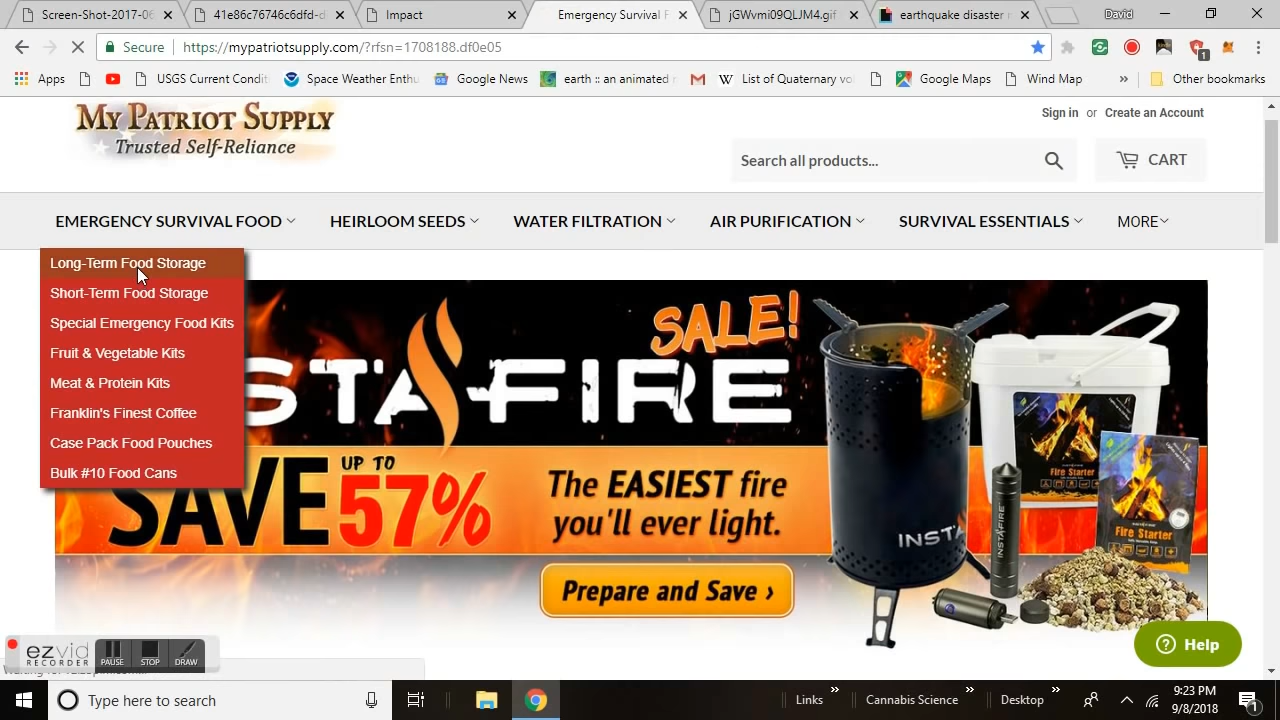 Screen-Shot-2017-06
41e86c76746c6dfd-d
Impact
Emergency Survival F
jGWvmi09QLJM4.gif
earthquake disaster m
David
Secure
https://mypatriotsupply.com/?rfsn=1708188.df0e05
Apps
USGS Current Condit
Space Weather Enthu
Google News
earth :: an animated
List of Quaternary vo
Google Maps
Wind Map
»
Other bookmarks
MY PATRIOT SUPPLY
Trusted Self-Reliance
Sign in or Create an Account
Search all products...
CART
EMERGENCY SURVIVAL FOOD
HEIRLOOM SEEDS
WATER FILTRATION
AIR PURIFICATION
SURVIVAL ESSENTIALS
MORE
Long-Term Food Storage
Short-Term Food Storage
Special Emergency Food Kits
Fruit & Vegetable Kits
Meat & Protein Kits
Franklin's Finest Coffee
Case Pack Food Pouches
Bulk #10 Food Cans
STA FIRE
SALE!
SAVE UP TO 57%
The EASIEST fire
you'll ever light.
Prepare and Save ›
INSTA
INSTAFIRE
Fire Starter
Fire Starter
Help
ezvid
RECORDER
PAUSE
STOP
DRAW
Type here to search
Links
Cannabis Science
Desktop
9:23 PM
9/8/2018
1